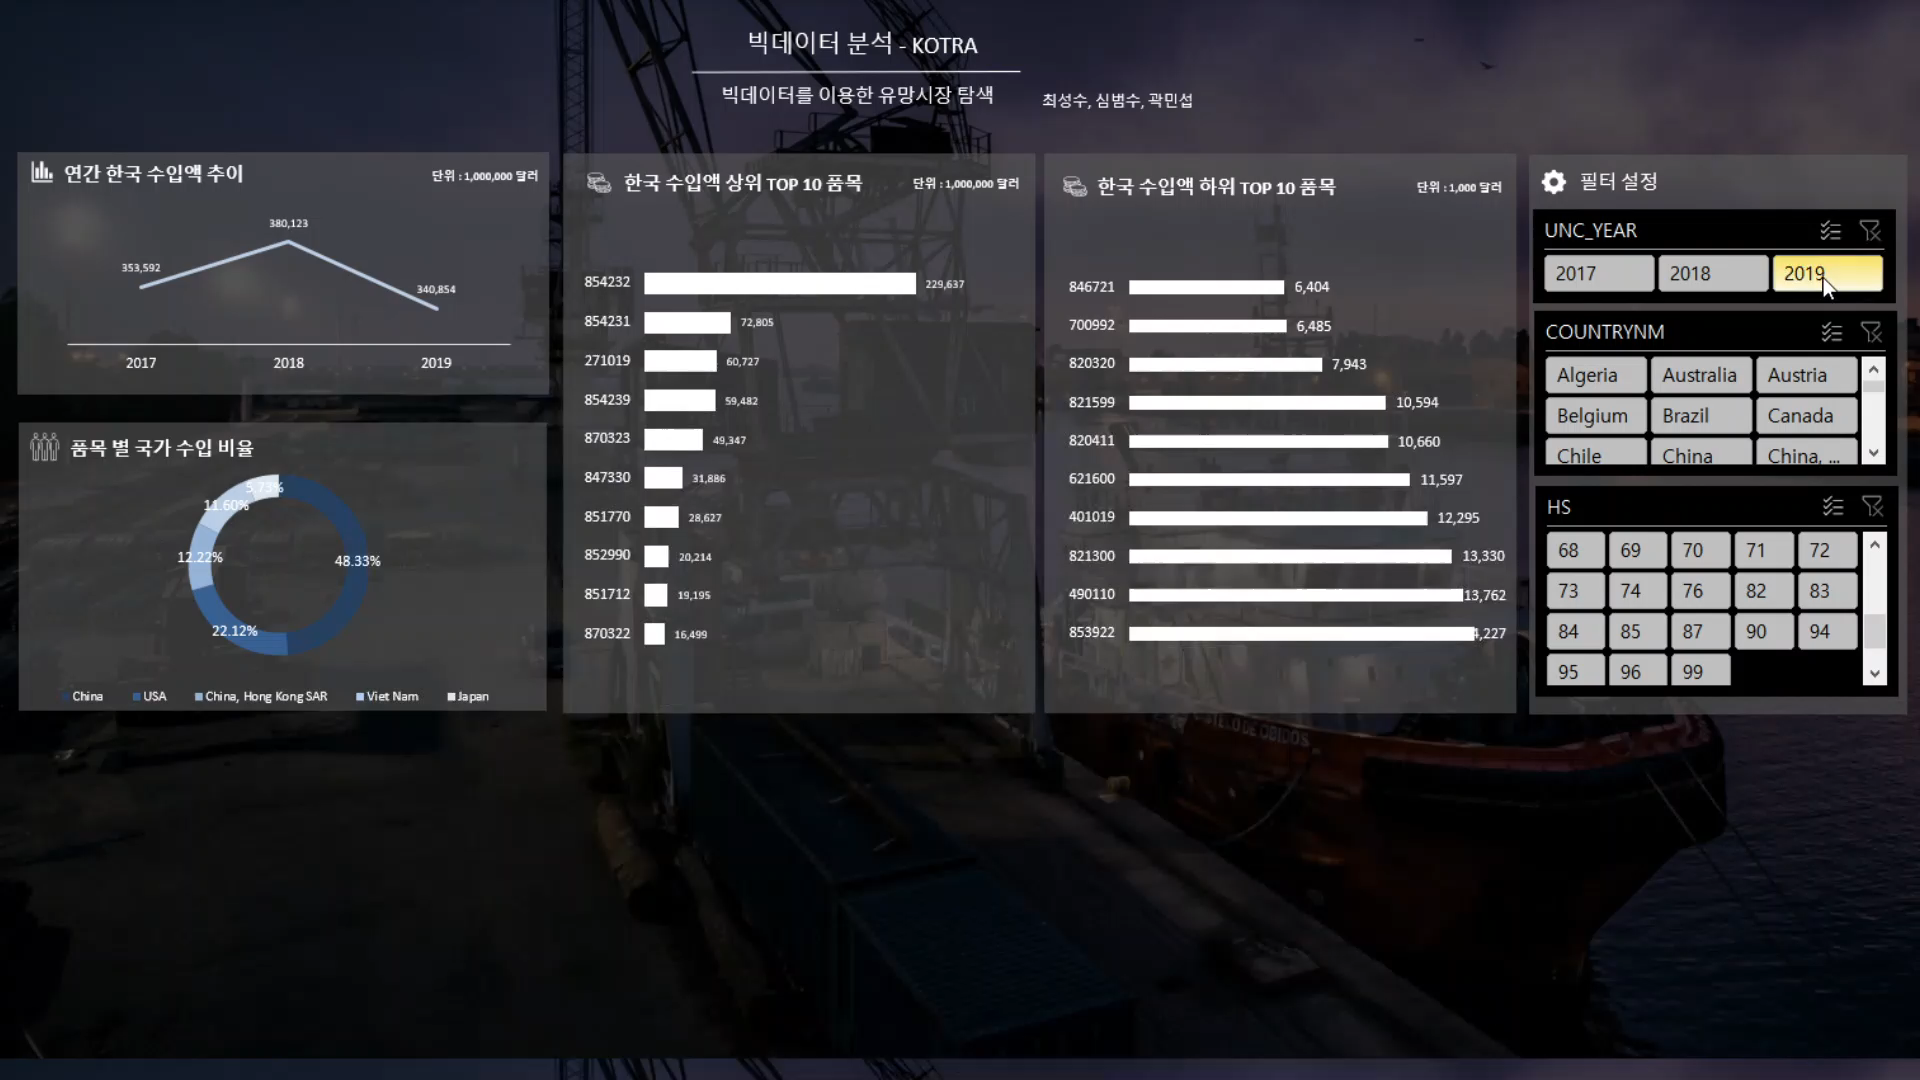 빅데이터 분석 - KOTRA
빅데이터를 이용한 유망시장 탐색
최성수, 심범수, 곽민섭
연간 한국 수입액 추이
단위 : 1,000,000 달러
380,123
353,592
340,854
2017 2018 2019
품목 별 국가 수입 비율
5.73%
11.60%
12.22%
48.33%
22.12%
China USA China, Hong Kong SAR Viet Nam Japan
한국 수입액 상위 TOP 10 품목
단위 : 1,000,000 달러
854232 229,637
854231 72,805
271019 60,727
854239 59,482
870323 49,347
847330 31,886
851770 28,627
852990 20,214
851712 19,195
870322 16,499
한국 수입액 하위 TOP 10 품목
단위 : 1,000 달러
846721 6,404
700992 6,485
820320 7,943
821599 10,594
820411 10,660
621600 11,597
401019 12,295
821300 13,330
490110 13,762
853922 4,227
필터 설정
UNC_YEAR
2017 2018 2019
COUNTRYNM
Algeria Australia Austria
Belgium Brazil Canada
Chile China China, ...
HS
68 69 70 71 72
73 74 76 82 83
84 85 87 90 94
95 96 99